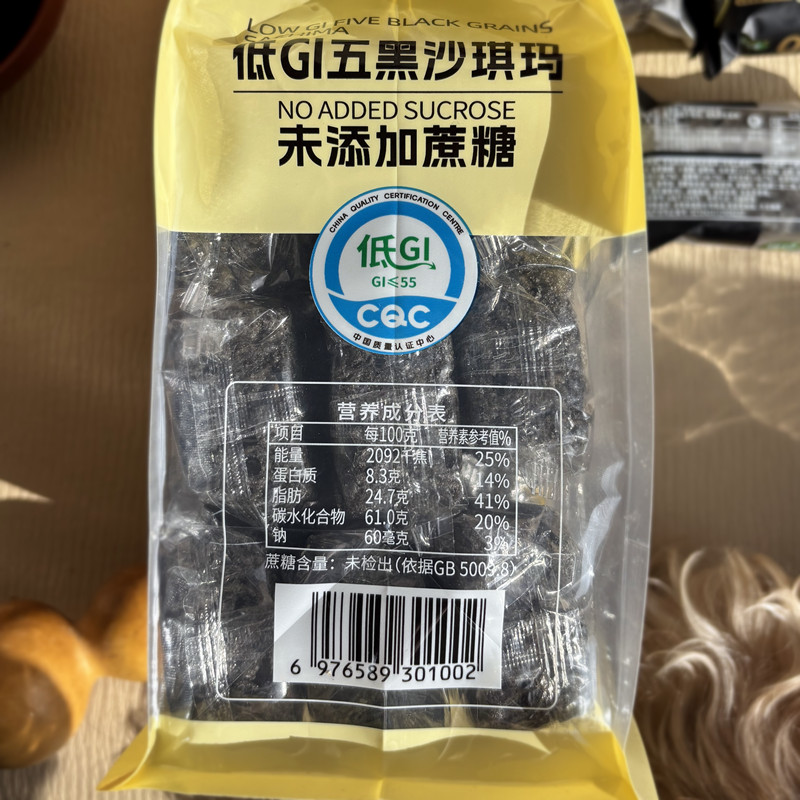 LOW GI FIVE BLACK GRAINS
SACHIMA
低GI五黑沙琪玛
NO ADDED SUCROSE
未添加蔗糖
CHINA QUALITY CERTIFICATION CENTRE
低GI
GI≤55
CQC
中国质量认证中心
营养成分表
项目 每100克 营养素参考值%
能量 2092千焦 25%
蛋白质 8.3克 14%
脂肪 24.7克 41%
碳水化合物 61.0克 20%
钠 60毫克 3%
蔗糖含量：未检出（依据GB 5009.8）
6 976589 301002